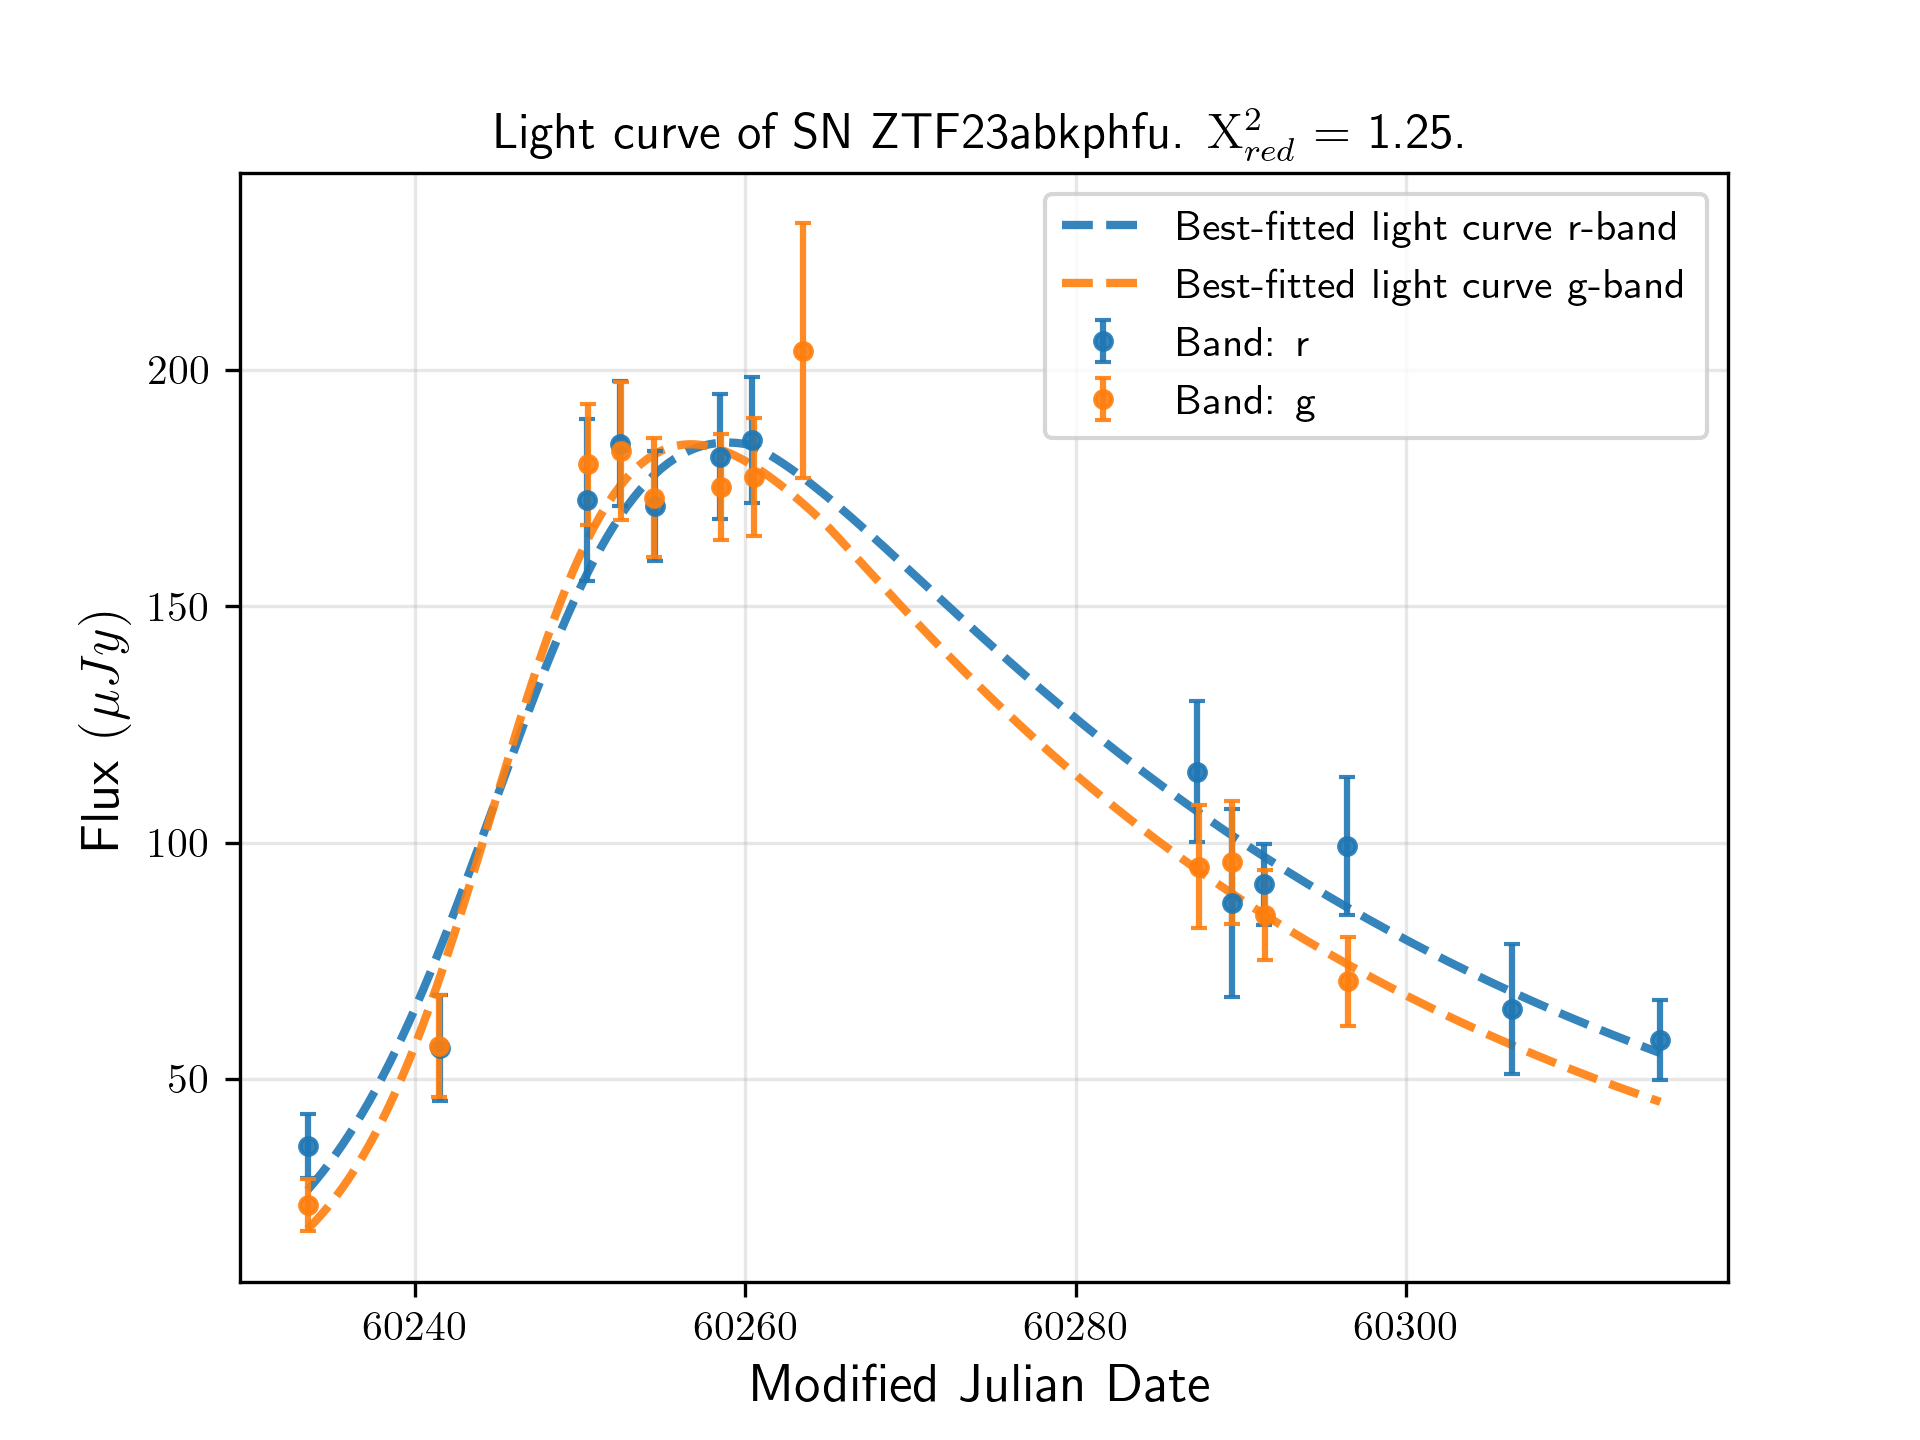 Light curve of SN ZTF23abkphfu. X²_red = 1.25.
Best-fitted light curve r-band
Best-fitted light curve g-band
Band: r
Band: g
Flux (μJy)
200
150
100
50
60240 60260 60280 60300
Modified Julian Date